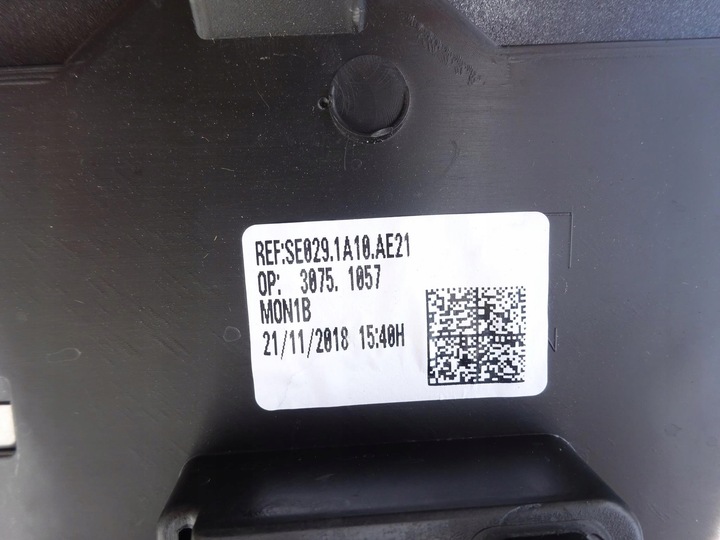 REF:SE029.1A10.AE21
OP: 3075. 1057
MON1B
21/11/2018 15:40H